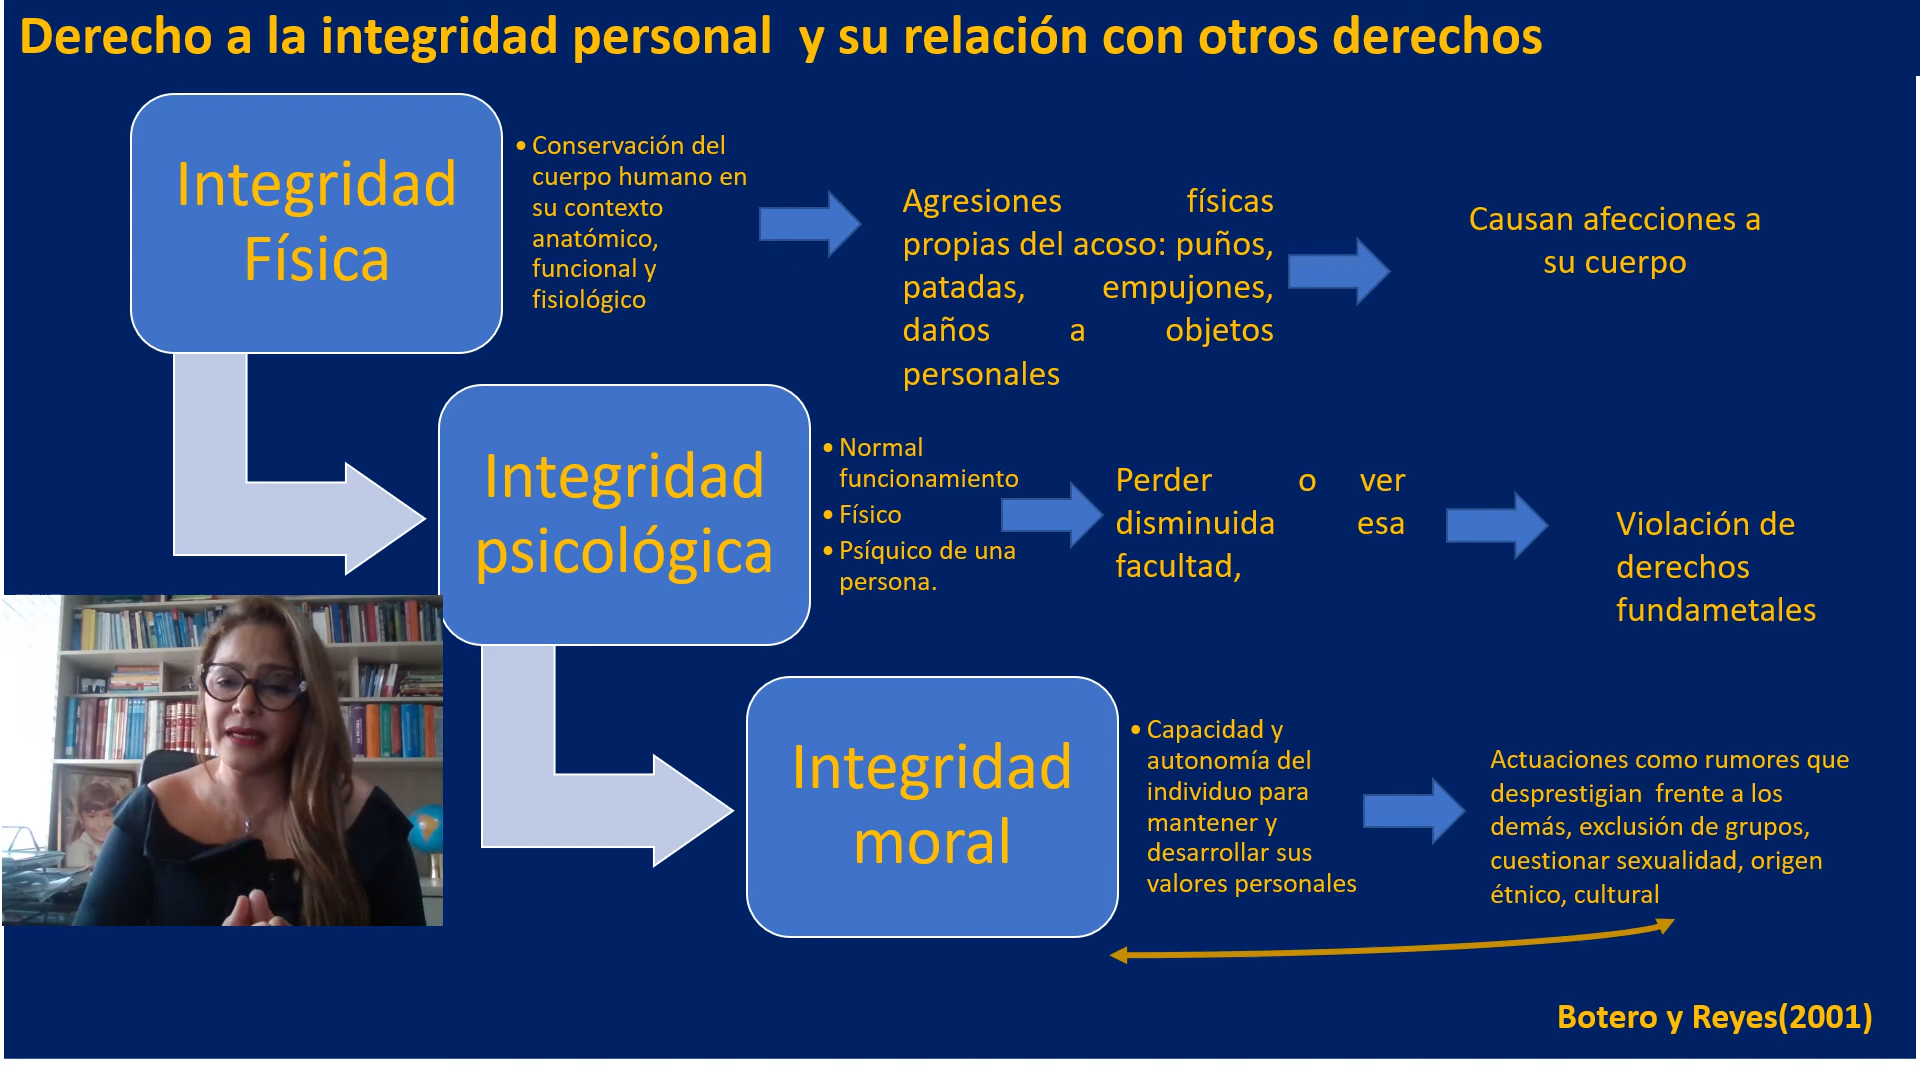 Derecho a la integridad personal y su relación con otros derechos
Integridad
Física
• Conservación del
cuerpo humano en
su contexto
anatómico,
funcional y
fisiológico
Agresiones físicas
propias del acoso: puños,
patadas, empujones,
daños a objetos
personales
Causan afecciones a
su cuerpo
Integridad
psicológica
• Normal
funcionamiento
• Físico
• Psíquico de una
persona.
Perder o ver
disminuida esa
facultad,
Violación de
derechos
fundametales
Integridad
moral
• Capacidad y
autonomía del
individuo para
mantener y
desarrollar sus
valores personales
Actuaciones como rumores que
desprestigian frente a los
demás, exclusión de grupos,
cuestionar sexualidad, origen
étnico, cultural
Botero y Reyes(2001)